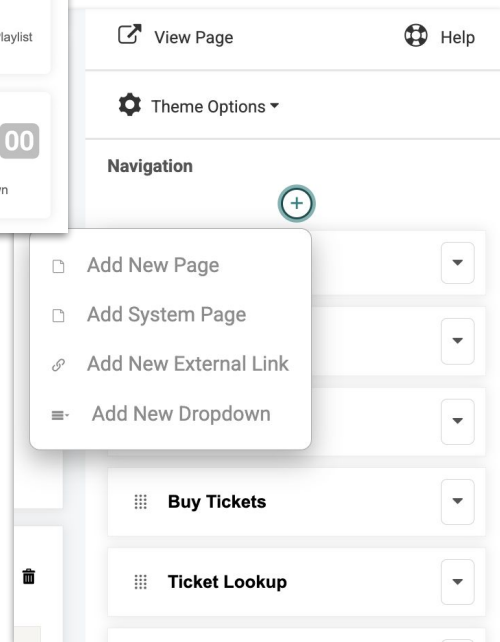 View Page
Help
Theme Options
Navigation
00
Add New Page
Add System Page
Add New External Link
Add New Dropdown
Buy Tickets
Ticket Lookup